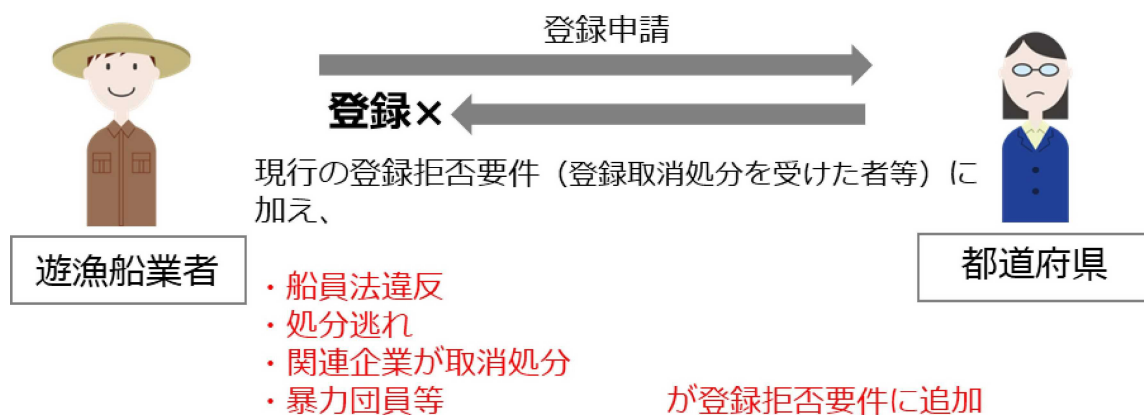 登録申請
登録×
現行の登録拒否要件（登録取消処分を受けた者等）に
加え、
遊漁船業者
都道府県
・船員法違反
・処分逃れ
・関連企業が取消処分
・暴力団員等　　　　　　が登録拒否要件に追加